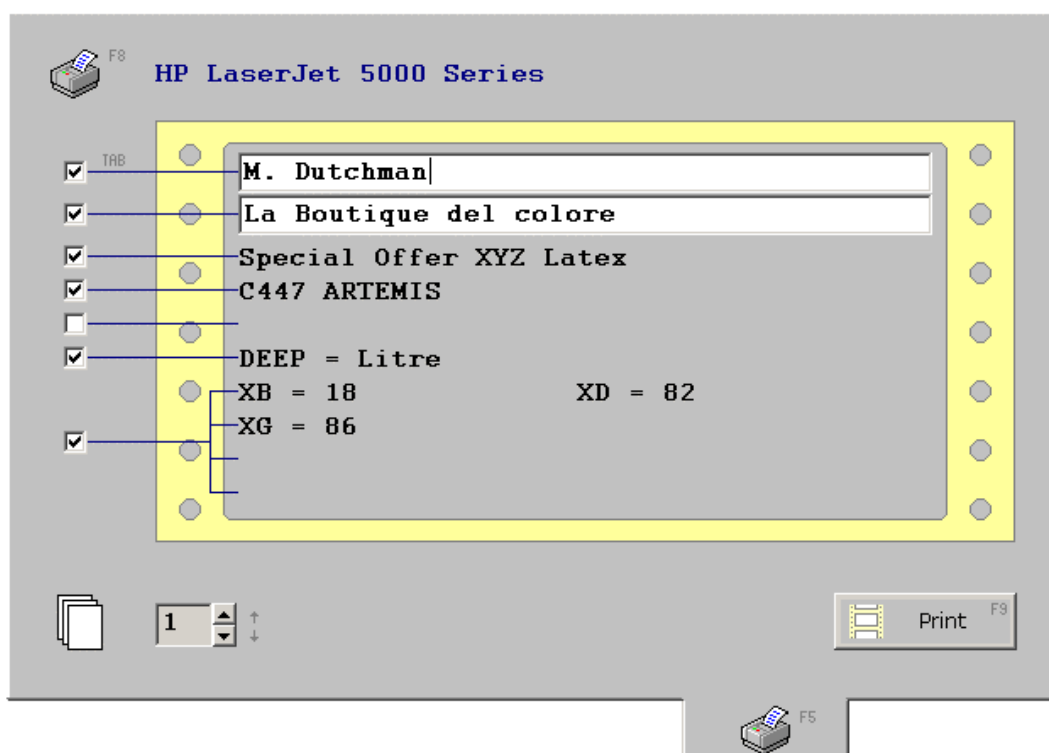 F8
HP LaserJet 5000 Series
TAB
M. Dutchman
La Boutique del colore
Special Offer XYZ Latex
C447 ARTEMIS
DEEP = Litre
XB = 18 XD = 82
XG = 86
1
Print F9
F5